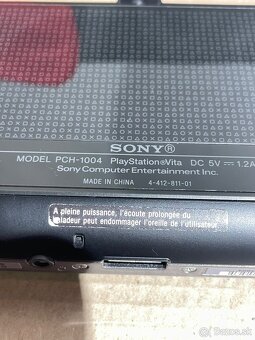 SONY®
MODEL PCH-1004 PlayStation®Vita DC 5V ⎓ 1.2A
Sony Computer Entertainment Inc.
MADE IN CHINA 4-412-811-01
A pleine puissance, l'écoute prolongée du
baladeur peut endommager l'oreille de l'utilisateur.
bazos.sk